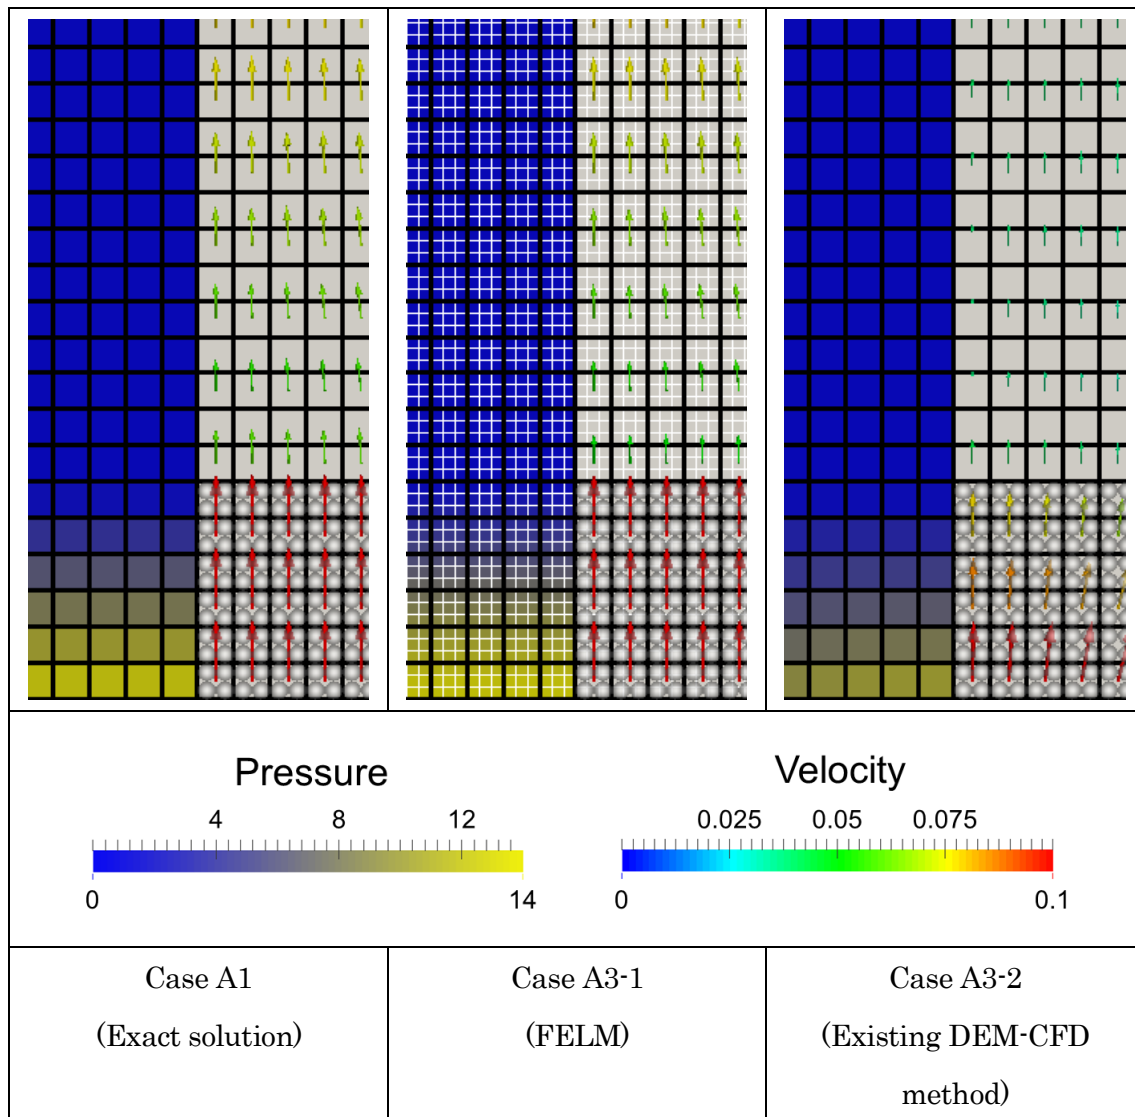 Pressure
4 8 12
0 14
Velocity
0.025 0.05 0.075
0 0.1
Case A1
(Exact solution)
Case A3-1
(FELM)
Case A3-2
(Existing DEM-CFD
method)